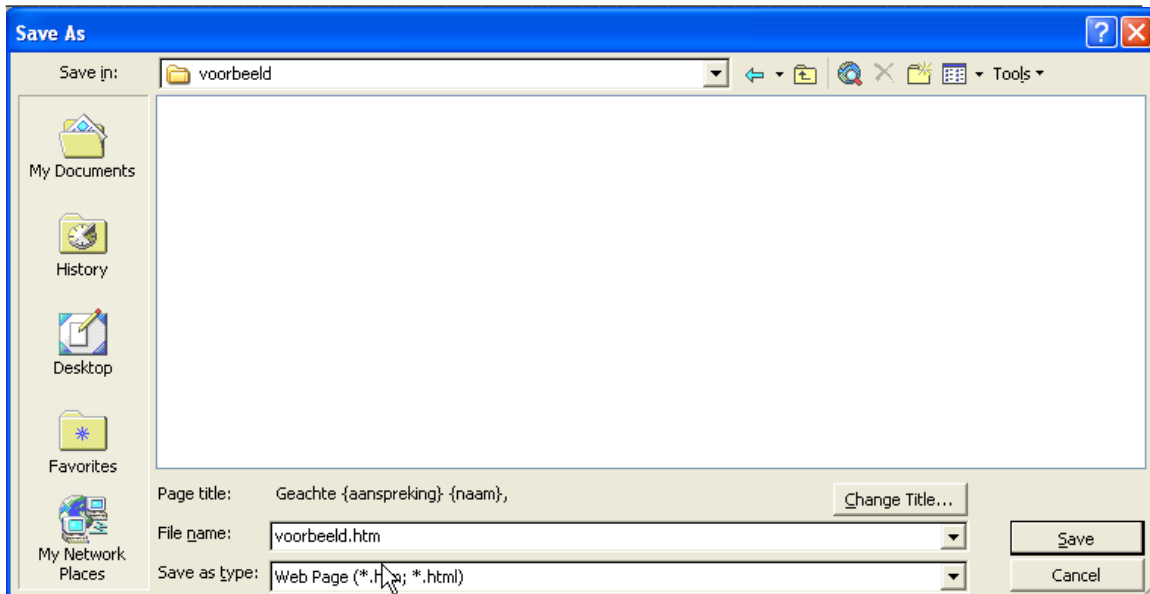 Save As
Save in: voorbeeld Tools
My Documents
History
Desktop
Favorites
My Network
Places
Page title: Geachte {aanspreking} {naam}, Change Title...
File name: voorbeeld.htm Save
Save as type: Web Page (*.htm; *.html) Cancel